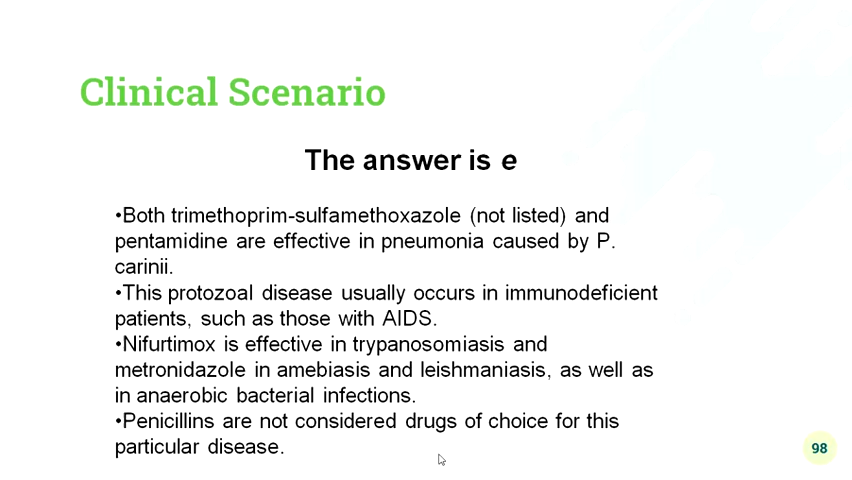 Clinical Scenario
The answer is e
•Both trimethoprim-sulfamethoxazole (not listed) and
pentamidine are effective in pneumonia caused by P.
carinii.
•This protozoal disease usually occurs in immunodeficient
patients, such as those with AIDS.
•Nifurtimox is effective in trypanosomiasis and
metronidazole in amebiasis and leishmaniasis, as well as
in anaerobic bacterial infections.
•Penicillins are not considered drugs of choice for this
particular disease.
98